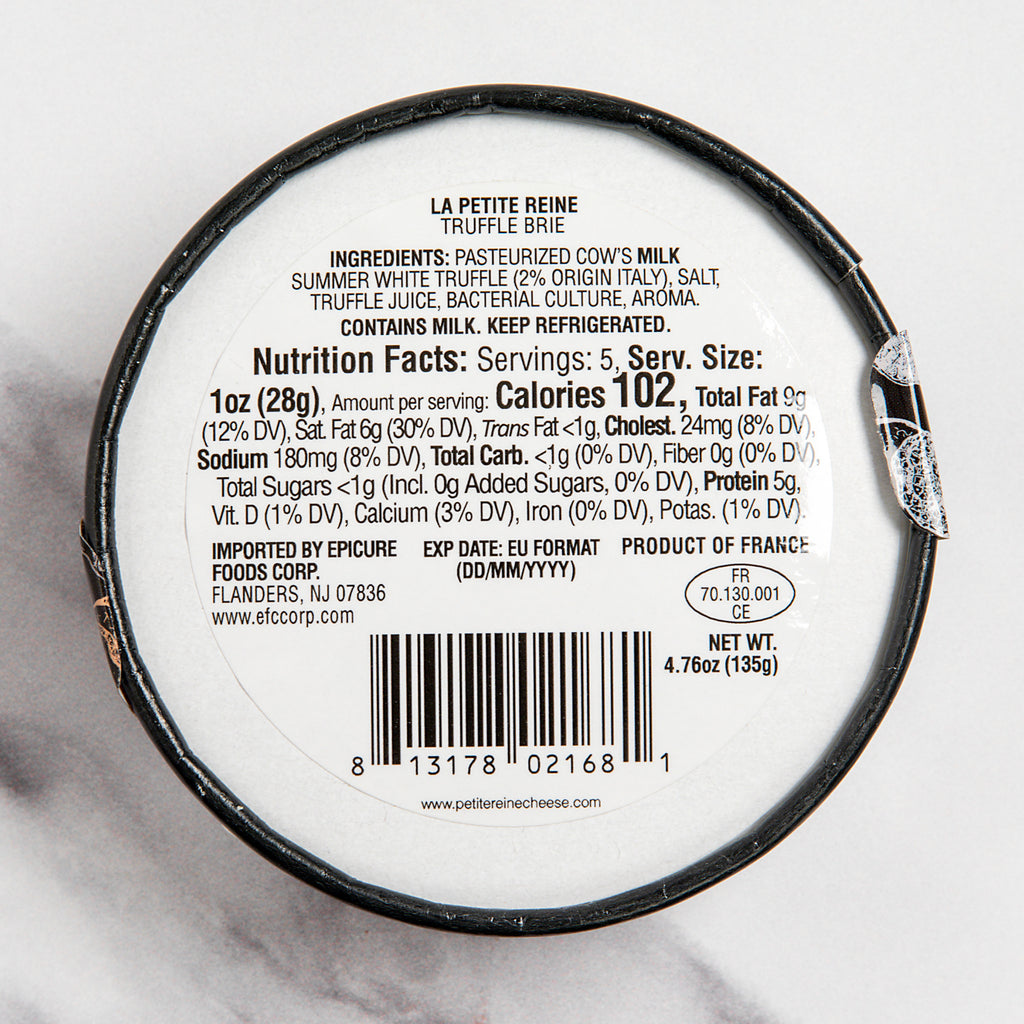 LA PETITE REINE
TRUFFLE BRIE
INGREDIENTS: PASTEURIZED COW'S MILK
SUMMER WHITE TRUFFLE (2% ORIGIN ITALY), SALT,
TRUFFLE JUICE, BACTERIAL CULTURE, AROMA.
CONTAINS MILK. KEEP REFRIGERATED.
Nutrition Facts: Servings: 5, Serv. Size:
1oz (28g), Amount per serving: Calories 102, Total Fat 9g
(12% DV), Sat. Fat 6g (30% DV), Trans Fat <1g, Cholest. 24mg (8% DV),
Sodium 180mg (8% DV), Total Carb. <1g (0% DV), Fiber 0g (0% DV),
Total Sugars <1g (Incl. 0g Added Sugars, 0% DV), Protein 5g,
Vit. D (1% DV), Calcium (3% DV), Iron (0% DV), Potas. (1% DV).
IMPORTED BY EPICURE
FOODS CORP.
FLANDERS, NJ 07836
www.efccorp.com
EXP DATE: EU FORMAT
(DD/MM/YYYY)
PRODUCT OF FRANCE
FR
70.130.001
CE
NET WT.
4.76oz (135g)
8 13178 02168 1
www.petitereinecheese.com